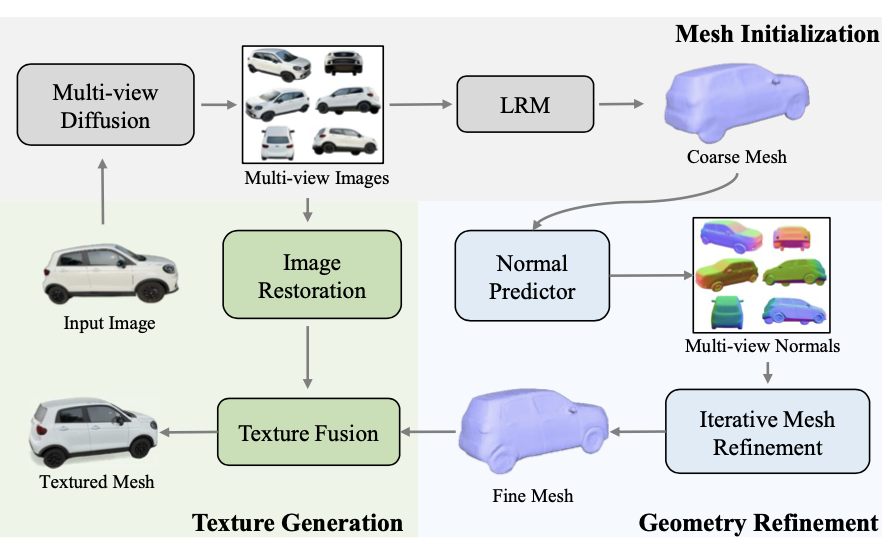 Mesh Initialization
Multi-view
Diffusion
LRM
Multi-view Images
Coarse Mesh
Input Image
Image
Restoration
Normal
Predictor
Multi-view Normals
Texture Fusion
Iterative Mesh
Refinement
Textured Mesh
Fine Mesh
Texture Generation
Geometry Refinement